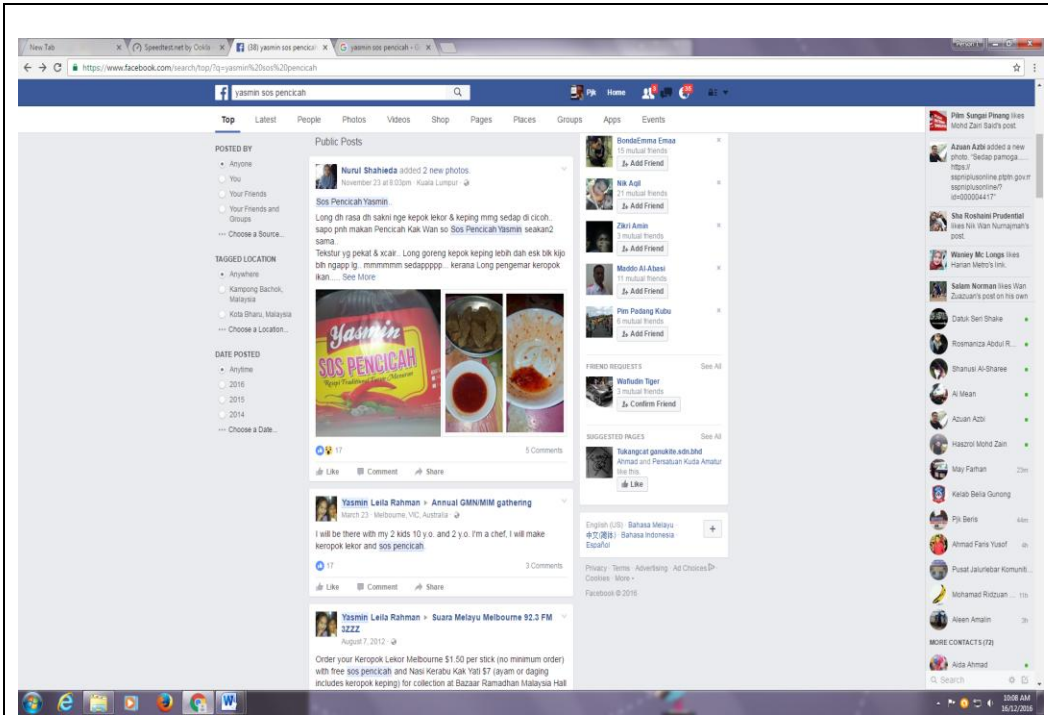 New Tab
Speedtest.net by Ookla
(38) yasmin sos pencicah
yasmin sos pencicah - G
Person 1
https://www.facebook.com/search/top/?q=yasmin%20sos%20pencicah
yasmin sos pencicah
Pjk Home
Top Latest People Photos Videos Shop Pages Places Groups Apps Events
POSTED BY
Anyone
You
Your Friends
Your Friends and
Groups
Choose a Source...
TAGGED LOCATION
Anywhere
Kampong Bachok,
Malaysia
Kota Bharu, Malaysia
Choose a Location...
DATE POSTED
Anytime
2016
2015
2014
Choose a Date...
Public Posts
Nurul Shahieda added 2 new photos.
November 23 at 8:03pm · Kuala Lumpur ·
Sos Pencicah Yasmin..
Long dh rasa dh sakni nge kepok lekor & keping mmg sedap di cicoh..
sapo pnh makan Pencicah Kak Wan so Sos Pencicah Yasmin seakan2
sama..
Tekstur yg pekat & xcair.. Long goreng kepok keping lebih dah esk blk kijo
blh ngapp lg.. mmmmmm sedappppp... kerana Long pengemar keropok
ikan..... See More
Yasmin
SOS PENCICAH
17 5 Comments
Like Comment Share
Yasmin Leila Rahman ▸ Annual GMN/MIM gathering
March 23 · Melbourne, VIC, Australia ·
I will be there with my 2 kids 10 y.o. and 2 y.o. I'm a chef, I will make
keropok lekor and sos pencicah.
17 3 Comments
Like Comment Share
Yasmin Leila Rahman ▸ Suara Melayu Melbourne 92.3 FM
3ZZZ
August 7, 2012 ·
Order your Keropok Lekor Melbourne $1.50 per stick (no minimum order)
with free sos pencicah and Nasi Kerabu Kak Yati $7 (ayam or daging
includes keropok keping) for collection at Bazaar Ramadhan Malaysia Hall
BondaEmma Emaa
15 mutual friends
Add Friend
Nik Aqil
21 mutual friends
Add Friend
Zikri Amin
3 mutual friends
Add Friend
Maddo Al-Abasi
11 mutual friends
Add Friend
Pim Padang Kubu
6 mutual friends
Add Friend
FRIEND REQUESTS See All
Wafiudin Tiger
3 mutual friends
Confirm Friend
SUGGESTED PAGES See All
Tukangcat ganukite.sdn.bhd
Ahmad and Persatuan Kuda Amatur
like this.
Like
English (US) · Bahasa Melayu ·
中文(简体) · Bahasa Indonesia ·
Español
Privacy · Terms · Advertising · Ad Choices
Cookies · More
Facebook © 2016
Pilm Sungai Pinang likes
Mohd Zain Said's post.
Azuan Azbi added a new
photo. "Sedap pamoga......
https://
sspniplusonline.ptptn.gov.m
sspniplusonline/?
id=000004417"
Sha Roshaini Prudential
likes Nik Wan Nurnajmah's
post.
Waniey Mc Longs likes
Harian Metro's link.
Salam Norman likes Wan
Zuazuan's post on his own
Datuk Seri Shake
Rosmaniza Abdul R...
Shanusi Al-Sharee
Al Mean
Azuan Azbi
Haszrol Mohd Zain
May Farhan 23m
Kelab Belia Gunong
Pjk Beris 44m
Ahmad Faris Yusof
Pusat Jalurlebar Komuniti...
Mohamad Ridzuan ... 11h
Aleen Amalin 3h
MORE CONTACTS (72)
Aida Ahmad
Search
10:08 AM
16/12/2016